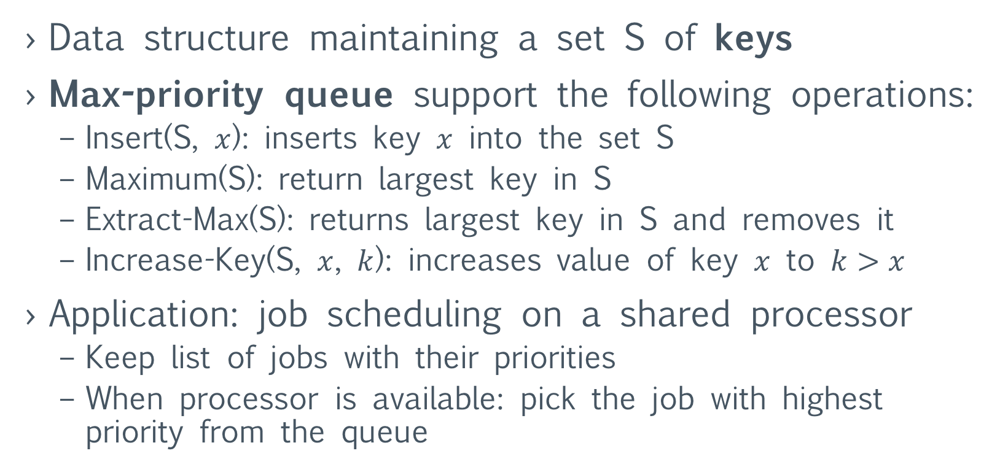 › Data structure maintaining a set S of keys
› Max-priority queue support the following operations:
– Insert(S, x): inserts key x into the set S
– Maximum(S): return largest key in S
– Extract-Max(S): returns largest key in S and removes it
– Increase-Key(S, x, k): increases value of key x to k > x
› Application: job scheduling on a shared processor
– Keep list of jobs with their priorities
– When processor is available: pick the job with highest
priority from the queue